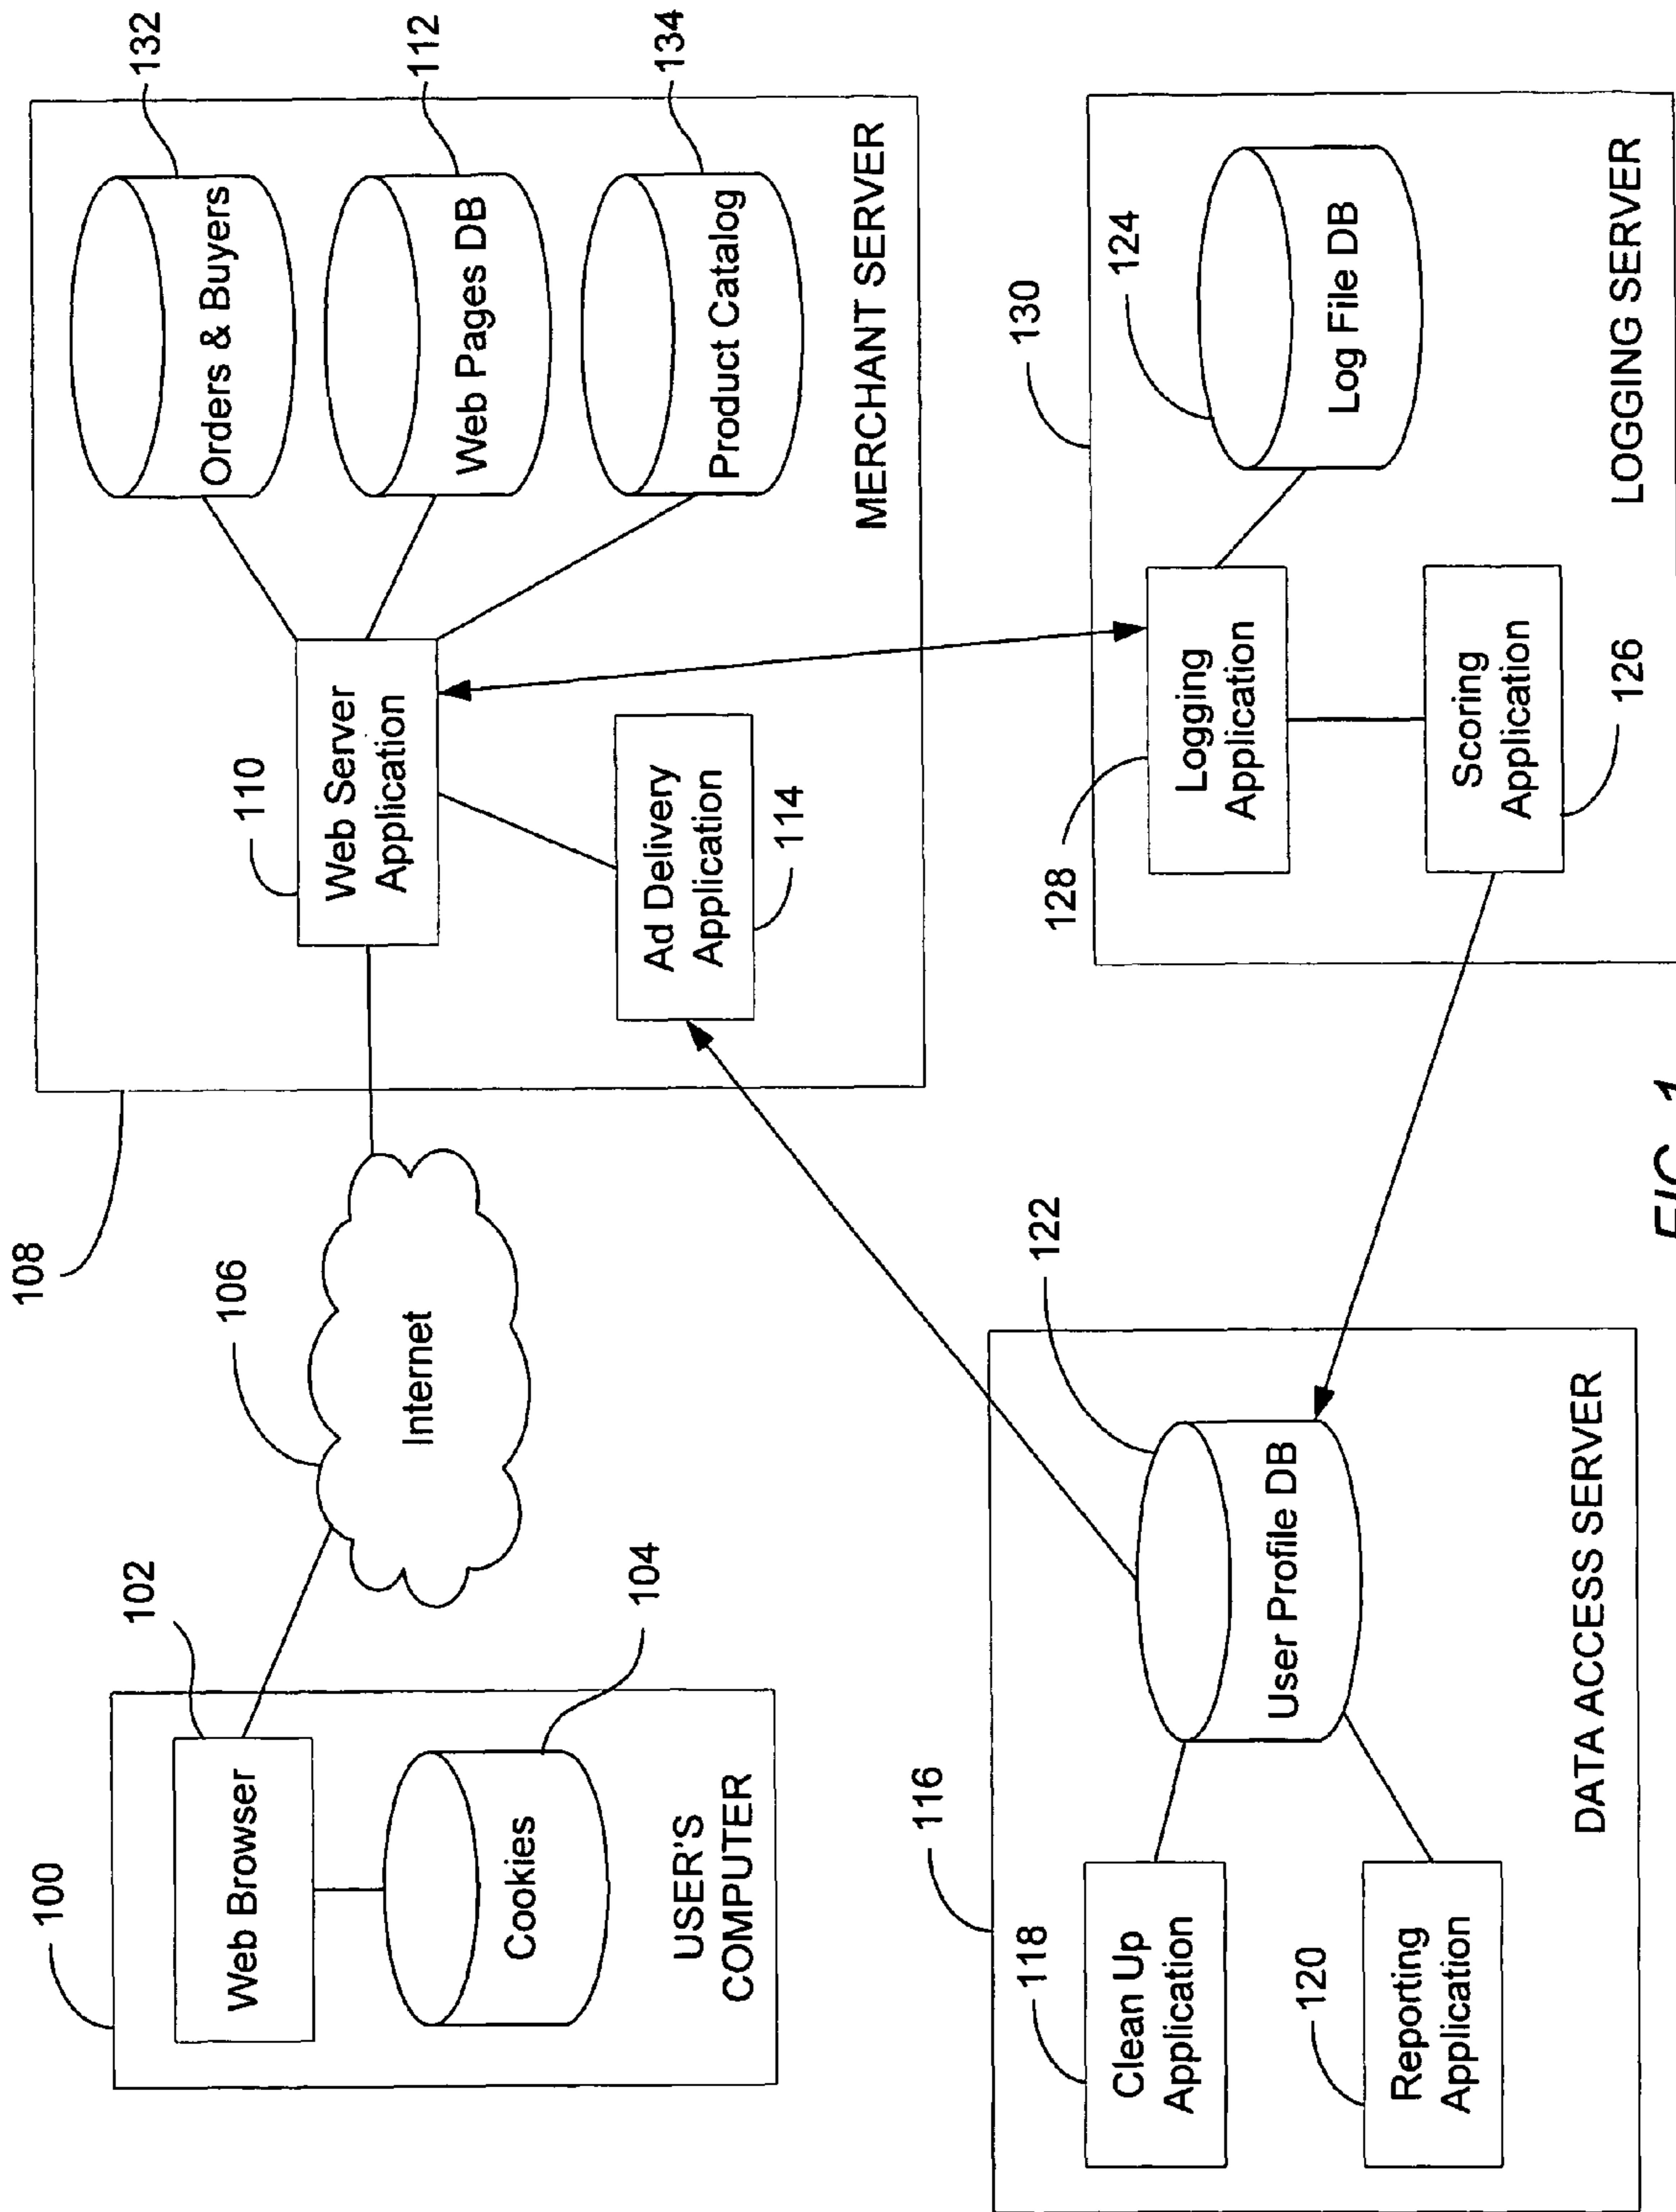 100
102
Web Browser
Cookies
104
USER'S
COMPUTER
106
Internet
108
110
Web Server
Application
Orders & Buyers
132
Web Pages DB
112
Product Catalog
134
Ad Delivery
Application
114
MERCHANT SERVER
116
118
Clean Up
Application
120
Reporting
Application
122
User Profile DB
DATA ACCESS SERVER
130
128
Logging
Application
124
Log File DB
Scoring
Application
126
LOGGING SERVER
FIG. 1